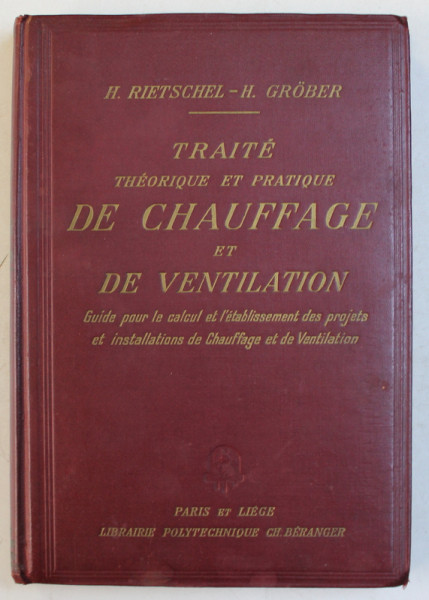 H. RIETSCHEL - H. GRÖBER
TRAITÉ
THÉORIQUE ET PRATIQUE
DE CHAUFFAGE
ET
DE VENTILATION
Guide pour le calcul et l'établissement des projets
et installations de Chauffage et de Ventilation
PARIS ET LIÉGE
LIBRAIRIE POLYTECHNIQUE CH. BÉRANGER